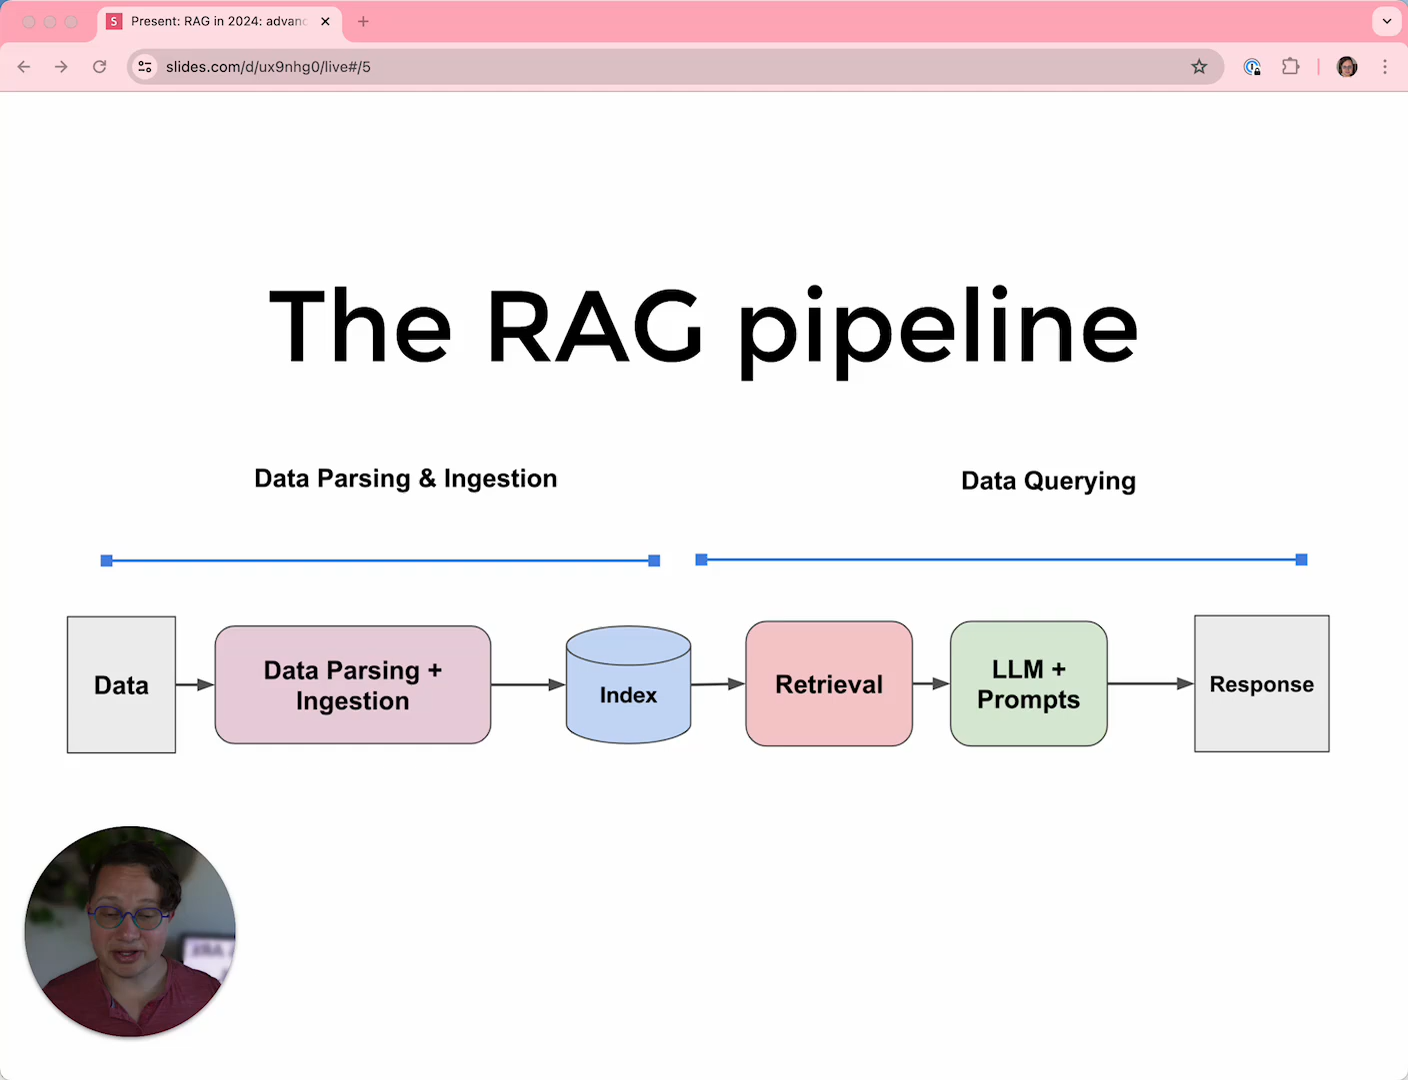 S Present: RAG in 2024: advanc
slides.com/d/ux9nhg0/live#/5
The RAG pipeline
Data Parsing & Ingestion
Data Querying
Data
Data Parsing +
Ingestion
Index
Retrieval
LLM +
Prompts
Response